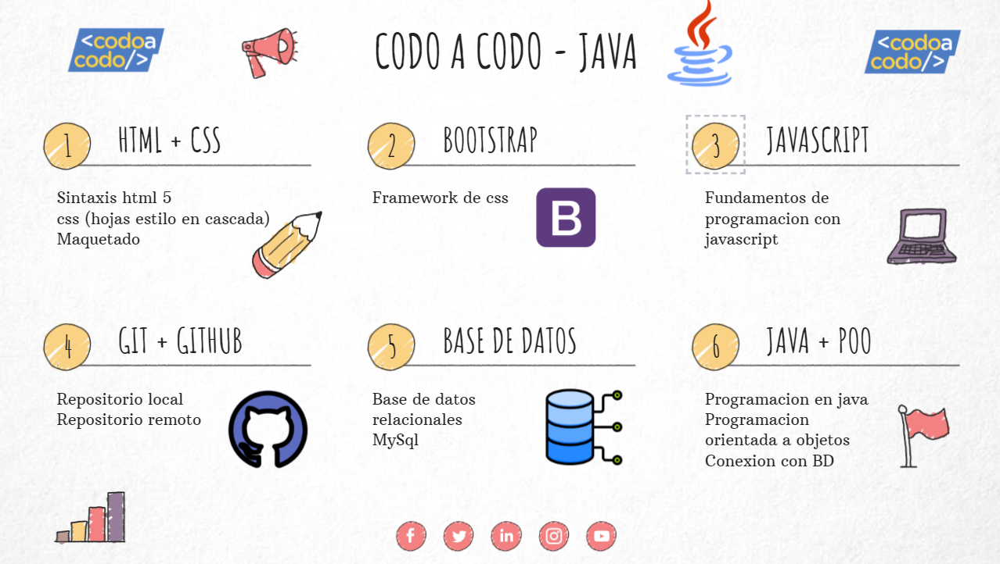 <codoa
codo/>
CODO A CODO - JAVA
<codoa
codo/>
1
HTML + CSS
Sintaxis html 5
css (hojas estilo en cascada)
Maquetado
2
BOOTSTRAP
Framework de css
B
3
JAVASCRIPT
Fundamentos de
programacion con
javascript
4
GIT + GITHUB
Repositorio local
Repositorio remoto
5
BASE DE DATOS
Base de datos
relacionales
MySql
6
JAVA + POO
Programacion en java
Programacion
orientada a objetos
Conexion con BD
f
in